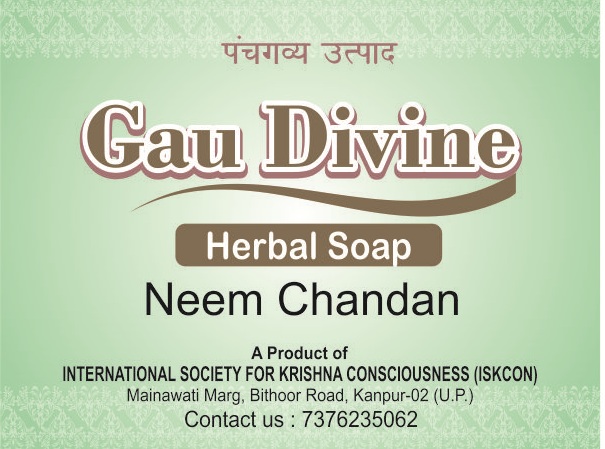 पंचगव्य उत्पाद
Gau Divine
Herbal Soap
Neem Chandan
A Product of
INTERNATIONAL SOCIETY FOR KRISHNA CONSCIOUSNESS (ISKCON)
Mainawati Marg, Bithoor Road, Kanpur-02 (U.P.)
Contact us : 7376235062